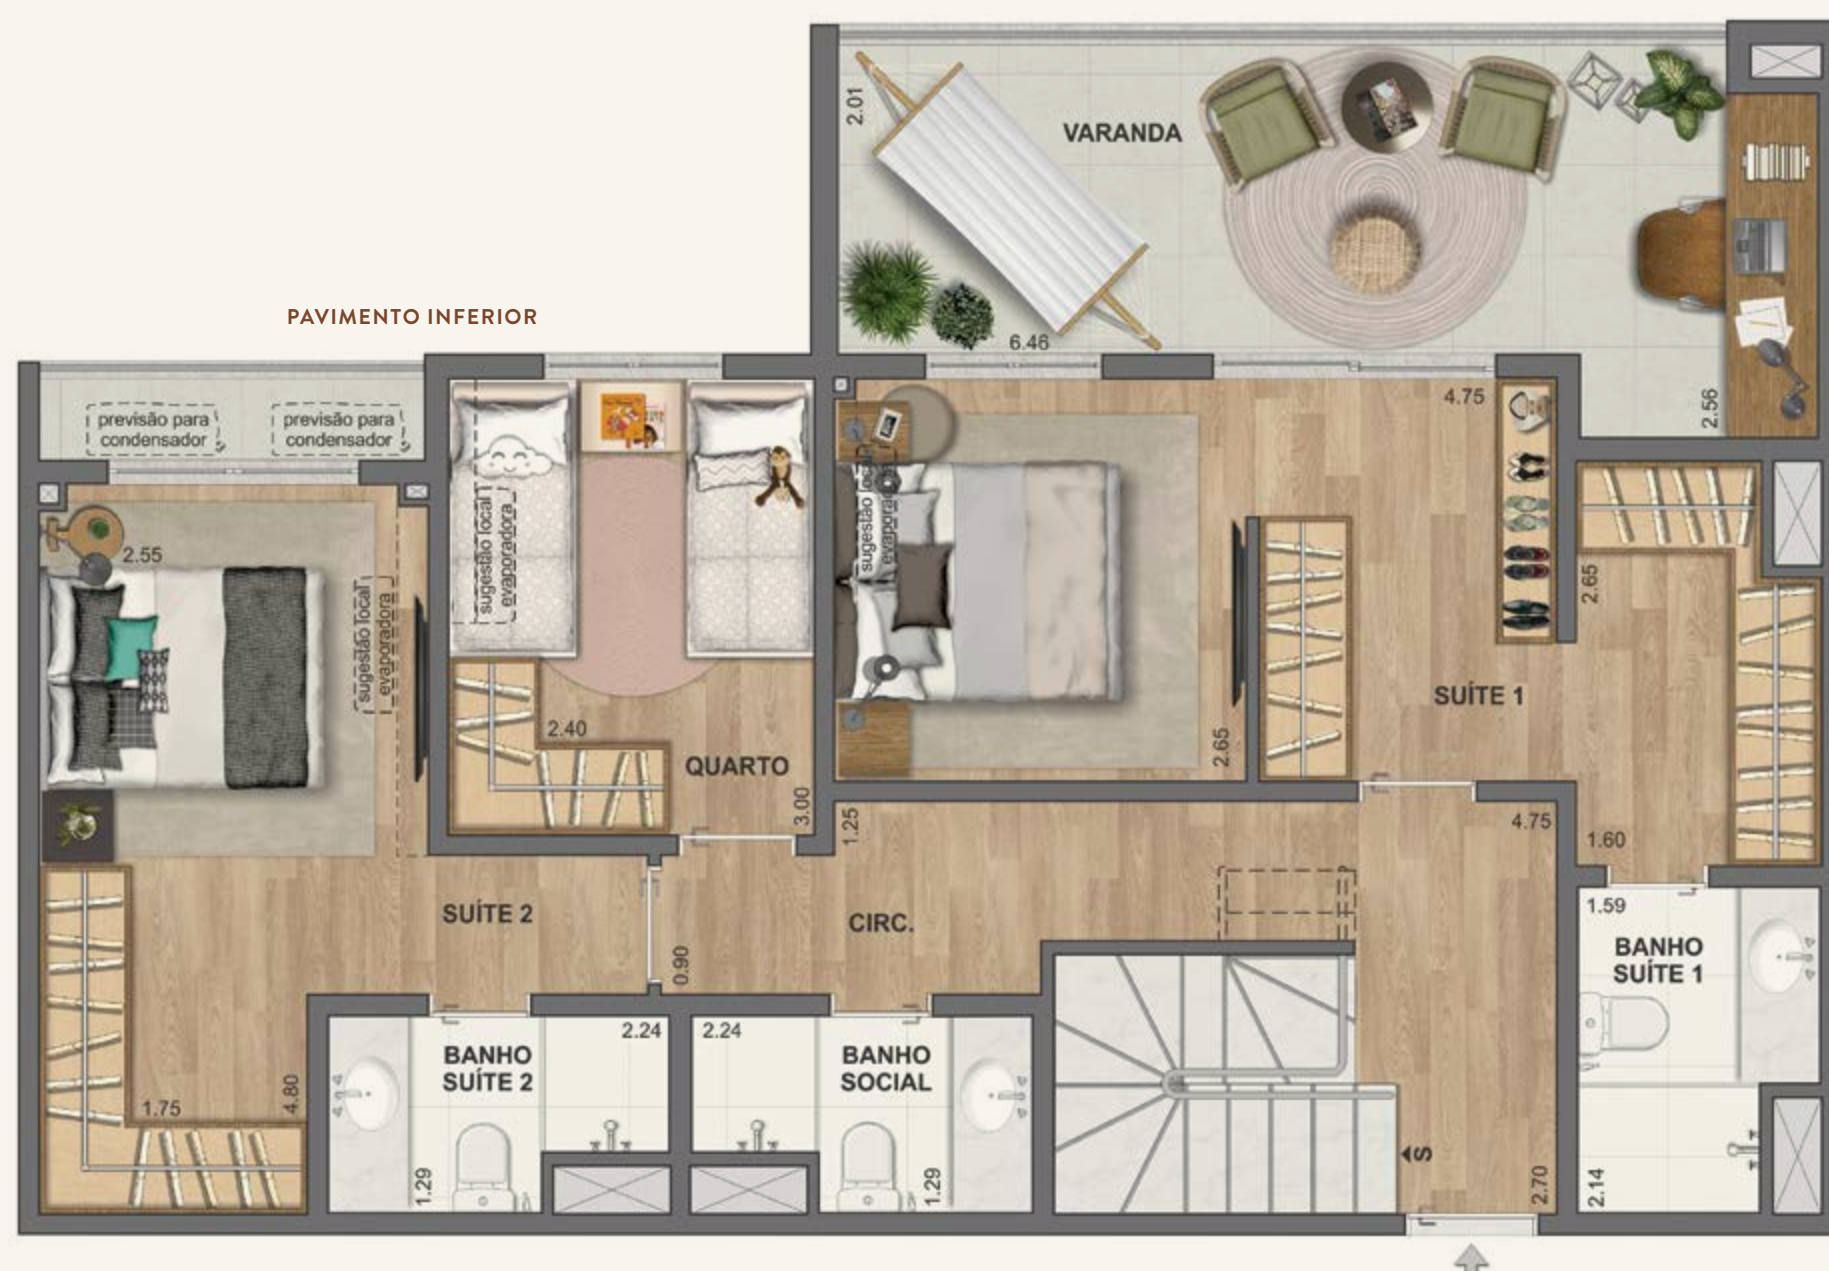 2.01
VARANDA
PAVIMENTO INFERIOR
6.46
2.56
previsão para
condensador
previsão para
condensador
4.75
2.55
sugestão local
evaporadora
sugestão local
evaporadora
sugestão local
evaporadora
2.65
2.40
QUARTO
3.00
2.65
SUÍTE 1
1.25
4.75
1.60
SUÍTE 2
CIRC.
0.90
1.59
BANHO
SUÍTE 1
2.24
BANHO
SUÍTE 2
2.24
BANHO
SOCIAL
1.75
4.80
1.29
1.29
S
2.70
2.14